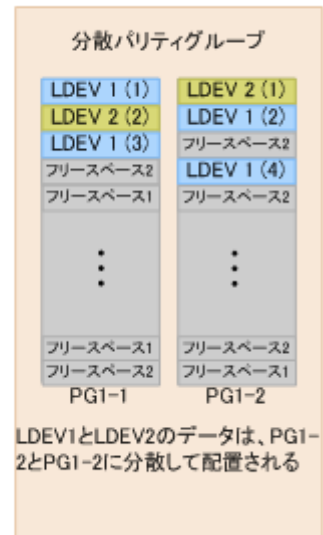 分散パリティグループ
LDEV 1 (1)
LDEV 2 (2)
LDEV 1 (3)
フリースペース2
フリースペース1
フリースペース1
フリースペース2
PG1-1
LDEV 2 (1)
LDEV 1 (2)
フリースペース2
LDEV 1 (4)
フリースペース1
フリースペース2
フリースペース1
PG1-2
LDEV1とLDEV2のデータは、PG1-
2とPG1-2に分散して配置される